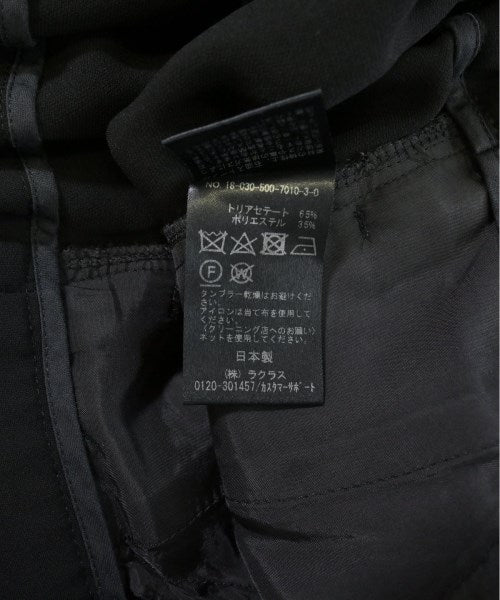 NO. 16-030-500-7010-3-0
トリアセテート 65%
ポリエステル 35%
F W
タンブラー乾燥はお避けくだ
さい。
アイロンは当て布を使用して
ください。
(クリーニング店へのお願い)
ネットを使用してください。
日本製
(株) ラクラス
0120-301457/カスタマーサポート